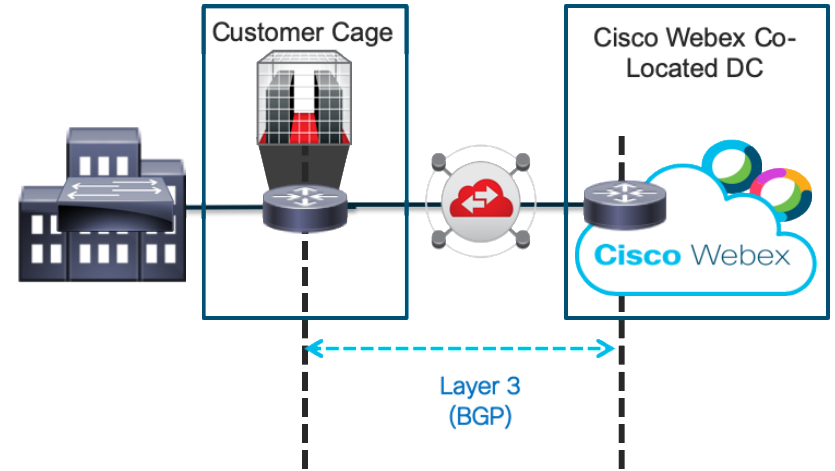 Customer Cage
Cisco Webex Co-
Located DC
Cisco Webex
Layer 3
(BGP)